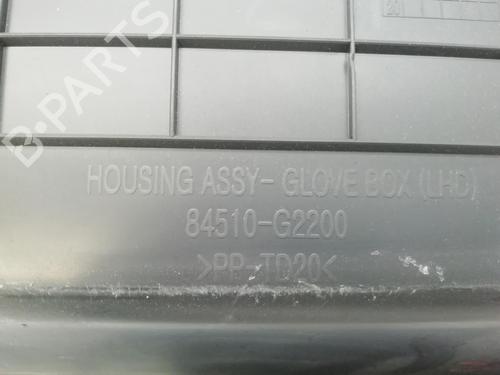 B-PARTS
HOUSING ASSY- GLOVE BOX (LHD)
84510-G2200
>PP-TD20<